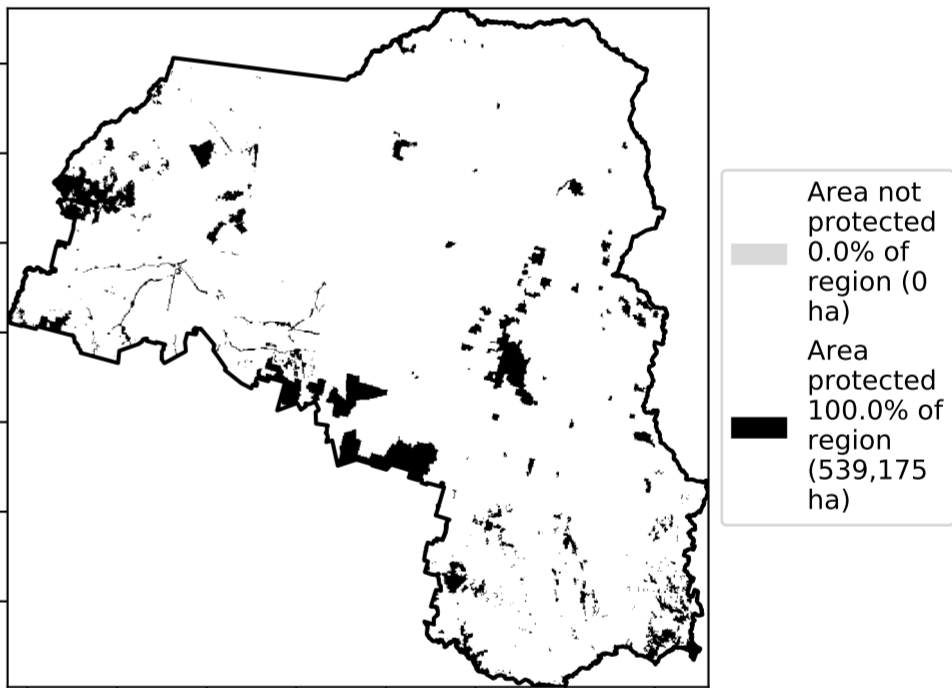 Area not
protected
0.0% of
region (0
ha)
Area
protected
100.0% of
region
(539,175
ha)